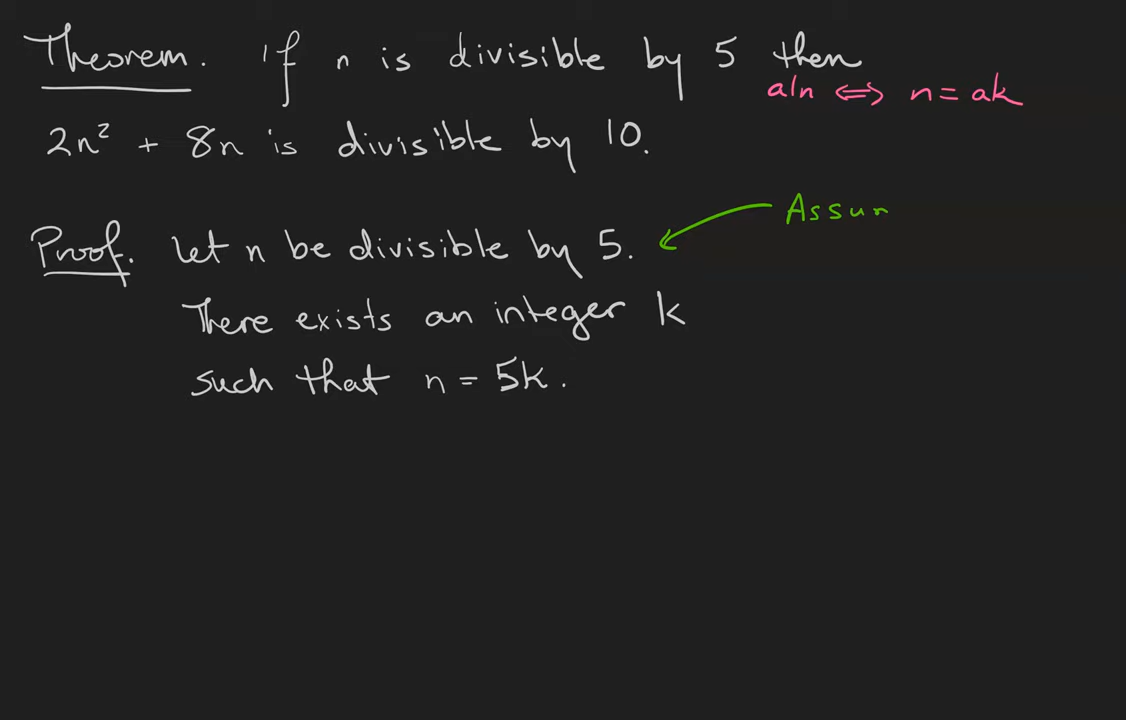 Theorem. If n is divisible by 5 then
a|n ⟺ n = ak
2n² + 8n is divisible by 10.
Proof. Let n be divisible by 5.
Assum
There exists an integer k
such that n = 5k.